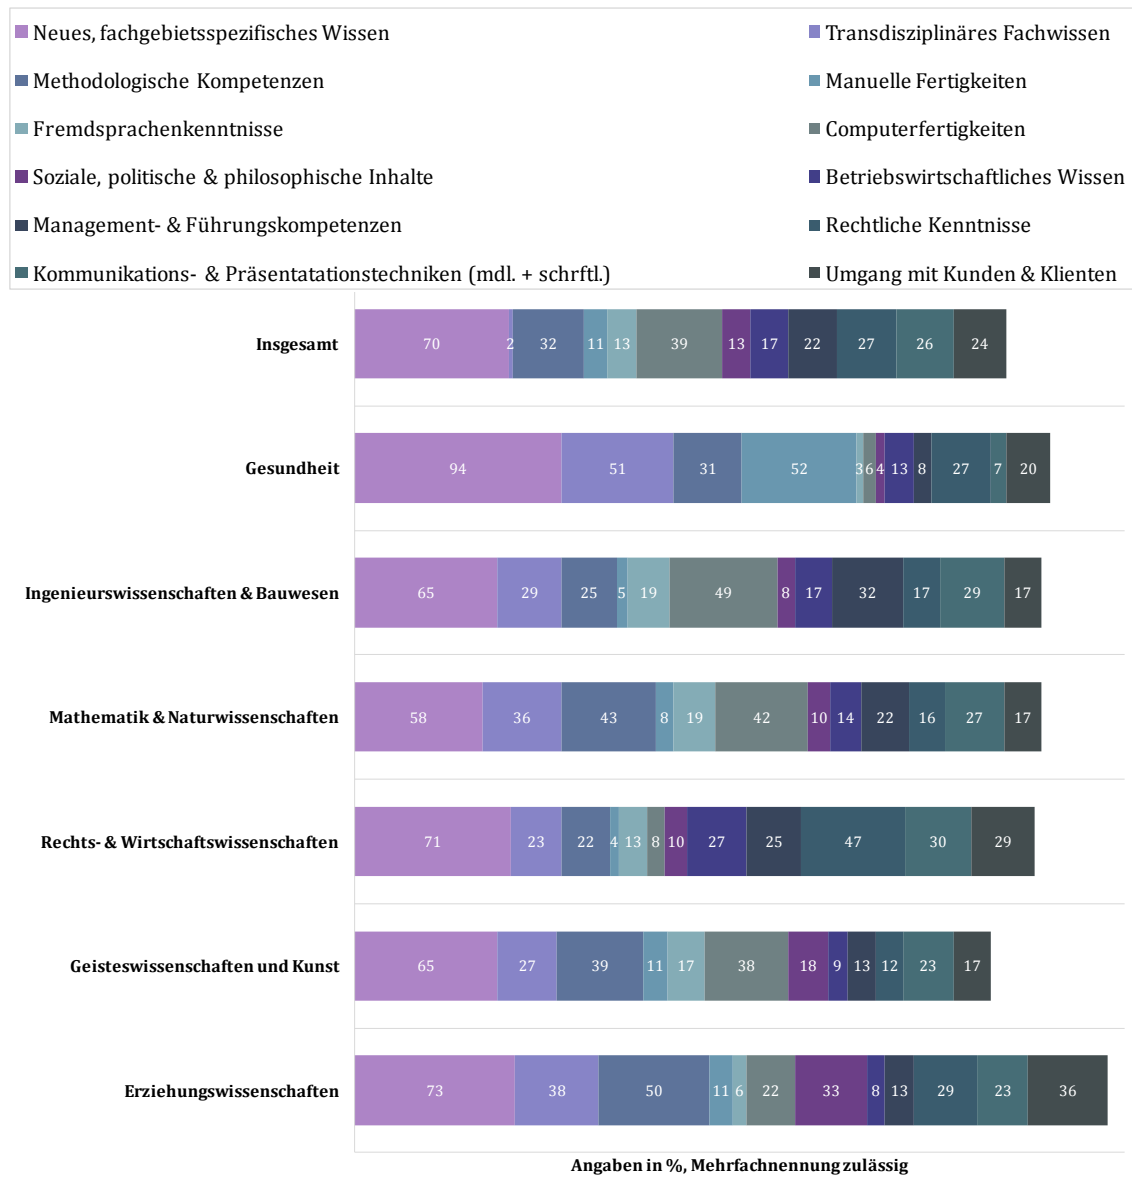 Neues, fachgebietsspezifisches Wissen
Transdisziplinäres Fachwissen
Methodologische Kompetenzen
Manuelle Fertigkeiten
Fremdsprachenkenntnisse
Computerfertigkeiten
Soziale, politische & philosophische Inhalte
Betriebswirtschaftliches Wissen
Management- & Führungskompetenzen
Rechtliche Kenntnisse
Kommunikations- & Präsentatationstechniken (mdl. + schrftl.)
Umgang mit Kunden & Klienten
Insgesamt 70 2 32 11 13 39 13 17 22 27 26 24
Gesundheit 94 51 31 52 3 6 4 13 8 27 7 20
Ingenieurswissenschaften & Bauwesen 65 29 25 5 19 49 8 17 32 17 29 17
Mathematik & Naturwissenschaften 58 36 43 8 19 42 10 14 22 16 27 17
Rechts- & Wirtschaftswissenschaften 71 23 22 4 13 8 10 27 25 47 30 29
Geisteswissenschaften und Kunst 65 27 39 11 17 38 18 9 13 12 23 17
Erziehungswissenschaften 73 38 50 11 6 22 33 8 13 29 23 36
Angaben in %, Mehrfachnennung zulässig